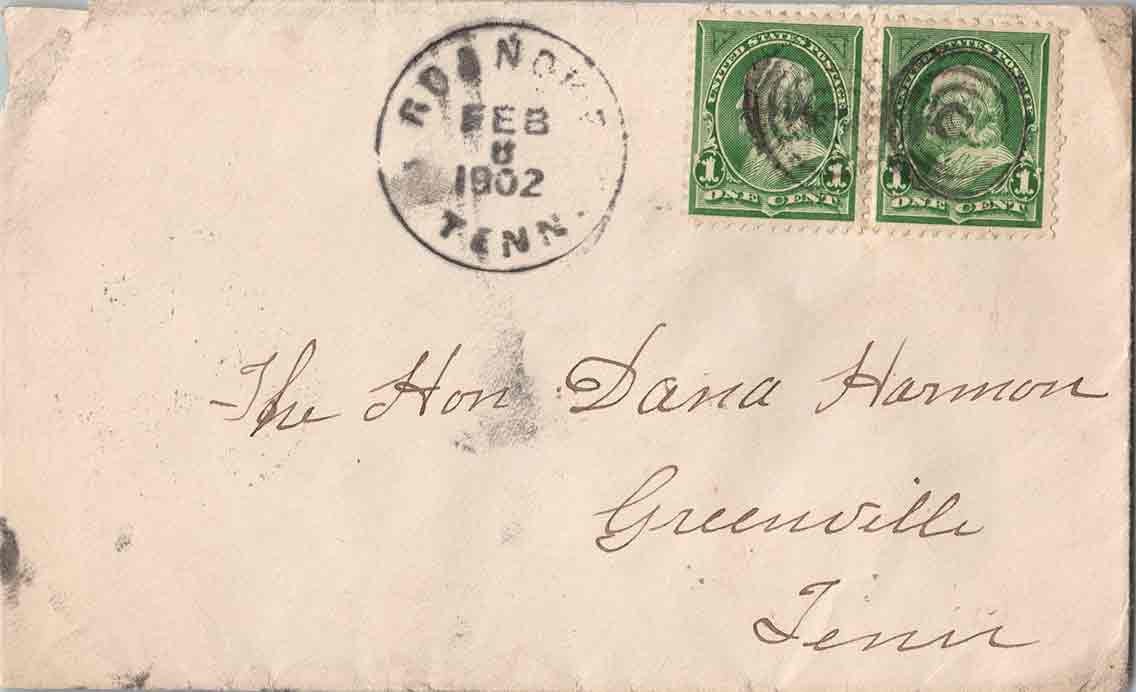 FEB
8
1902
TENN.
UNITED STATES POSTAGE
1 1
ONE CENT
UNITED STATES POSTAGE
1 1
ONE CENT
The Hon Dana Harmon
Greenville
Tenn